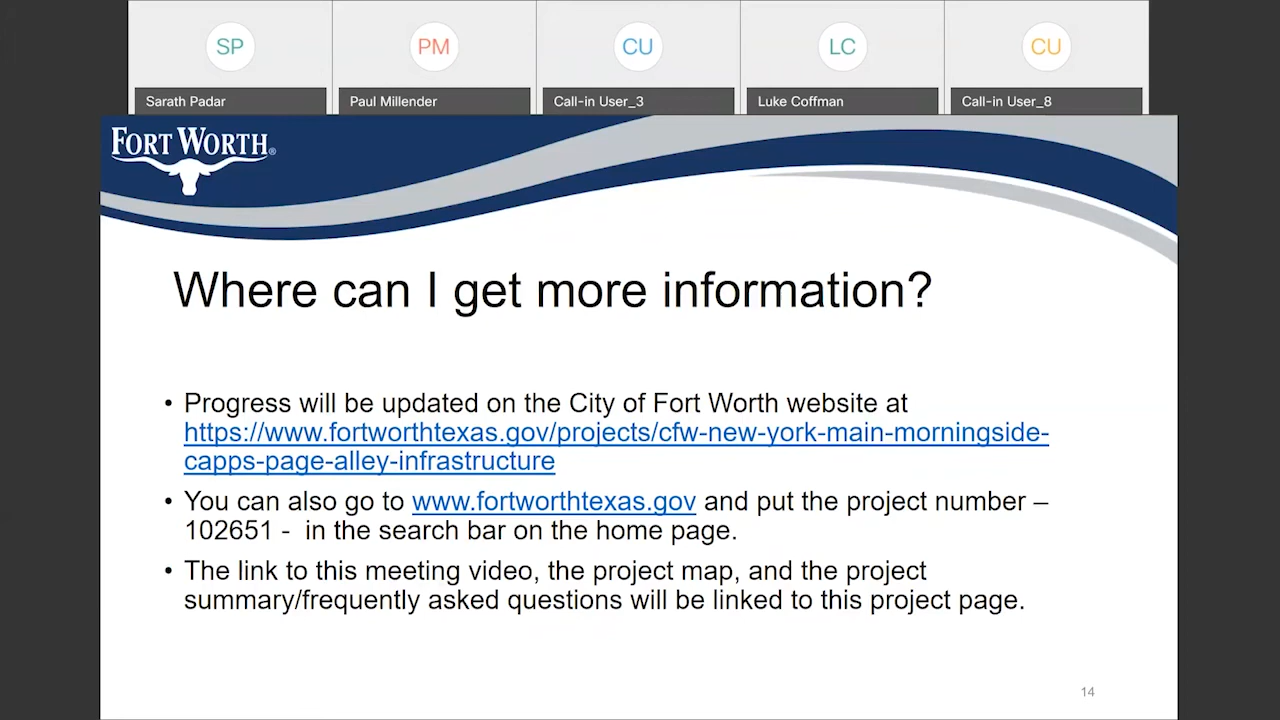 SP
PM
CU
LC
CU
Sarath Padar
Paul Millender
Call-in User_3
Luke Coffman
Call-in User_8
FORT WORTH®
Where can I get more information?
• Progress will be updated on the City of Fort Worth website at
https://www.fortworthtexas.gov/projects/cfw-new-york-main-morningside-
capps-page-alley-infrastructure
• You can also go to www.fortworthtexas.gov and put the project number –
102651 - in the search bar on the home page.
• The link to this meeting video, the project map, and the project
summary/frequently asked questions will be linked to this project page.
14